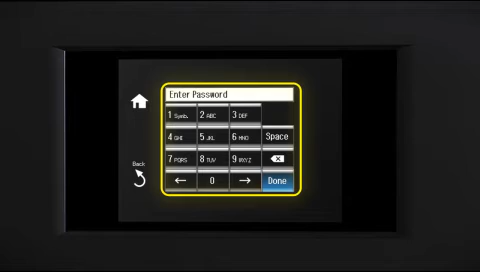 Enter Password
1 Symb. 2 ABC 3 DEF
4 GHI 5 JKL 6 MNO Space
7 PQRS 8 TUV 9 WXYZ
Back
← 0 → Done